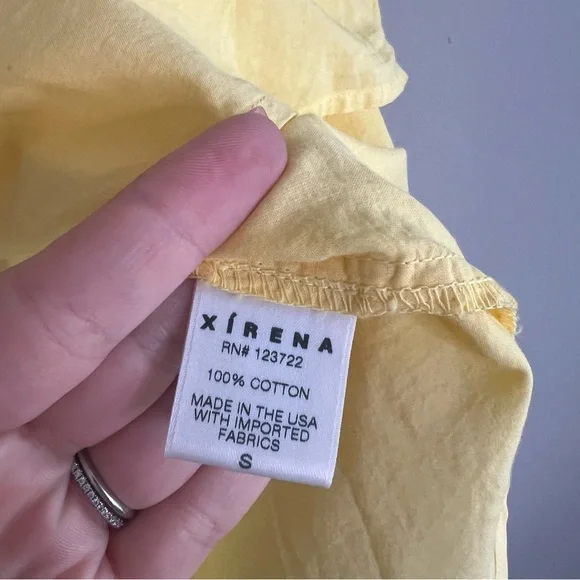 XÍRENA
RN# 123722
100% COTTON
MADE IN THE USA
WITH IMPORTED
FABRICS
S